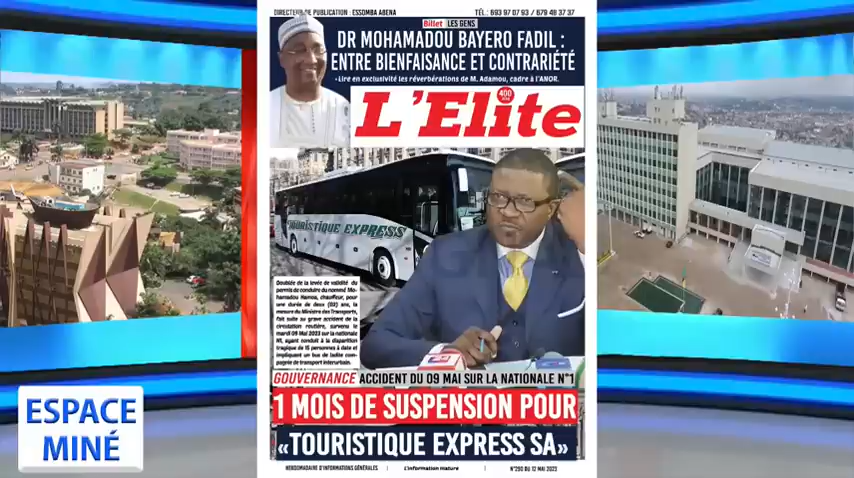 DIRECTEUR DE PUBLICATION : ESSOMBA ABENA
TÉL. : 693 97 07 93 / 679 48 37 37
Billet LES GENS
DR MOHAMADOU BAYERO FADIL :
ENTRE BIENFAISANCE ET CONTRARIÉTÉ
- Lire en exclusivité les réverbérations de M. Adamou, cadre à l'ANOR.
L'Elite
400
TOURISTIQUE EXPRESS
Doublée de la levée de validité du
permis de conduire du nommé Mo-
hamadou Hamza, chauffeur, pour
une durée de deux (02) ans, la
mesure du Ministre des Transports,
fait suite au grave accident de la
circulation routière, survenu le
mardi 09 Mai 2023 sur la nationale
N1, ayant conduit à la disparition
tragique de 15 personnes à date et
impliquant un bus de ladite com-
pagnie de transport interurbain.
GOUVERNANCE ACCIDENT DU 09 MAI SUR LA NATIONALE N°1
1 MOIS DE SUSPENSION POUR
«TOURISTIQUE EXPRESS SA»
HEBDOMADAIRE D'INFORMATIONS GÉNÉRALES
L'information mature
N°290 DU 12 MAI 2023
ESPACE
MINÉ